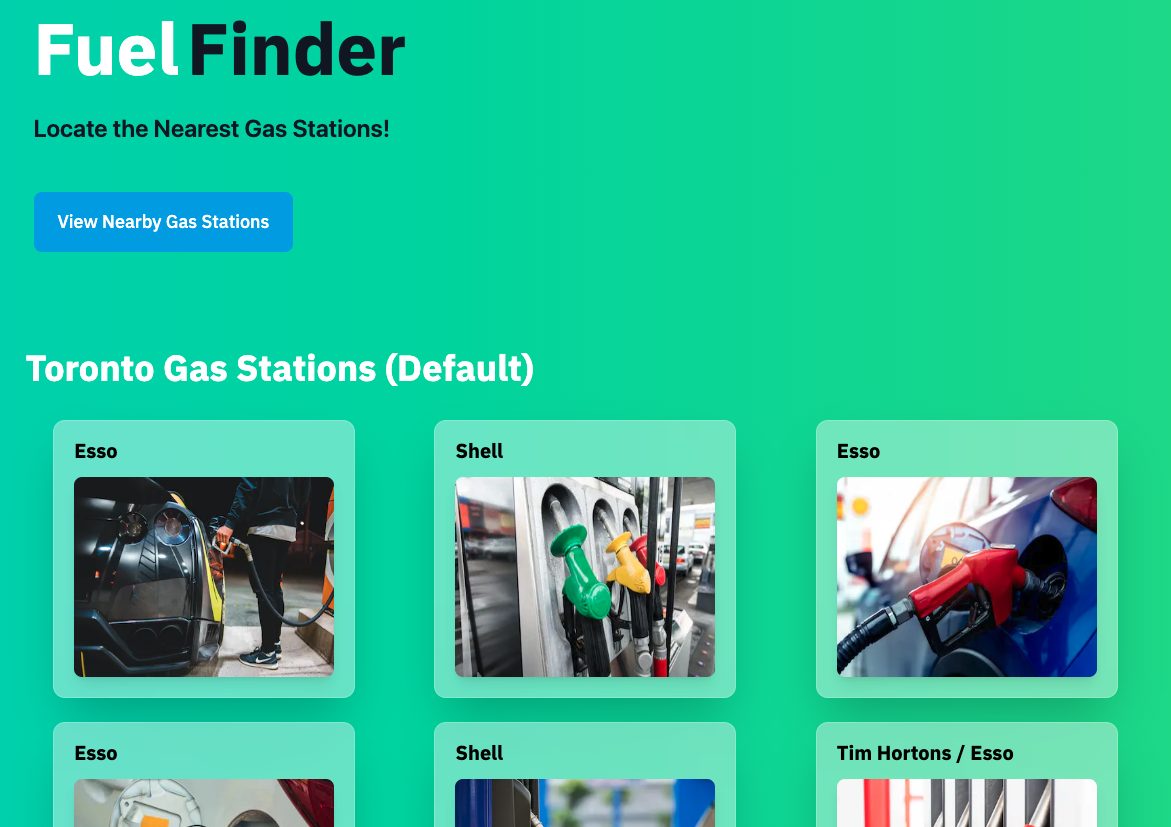 Fuel Finder
Locate the Nearest Gas Stations!
View Nearby Gas Stations
Toronto Gas Stations (Default)
Esso
Shell
Esso
Esso
Shell
Tim Hortons / Esso